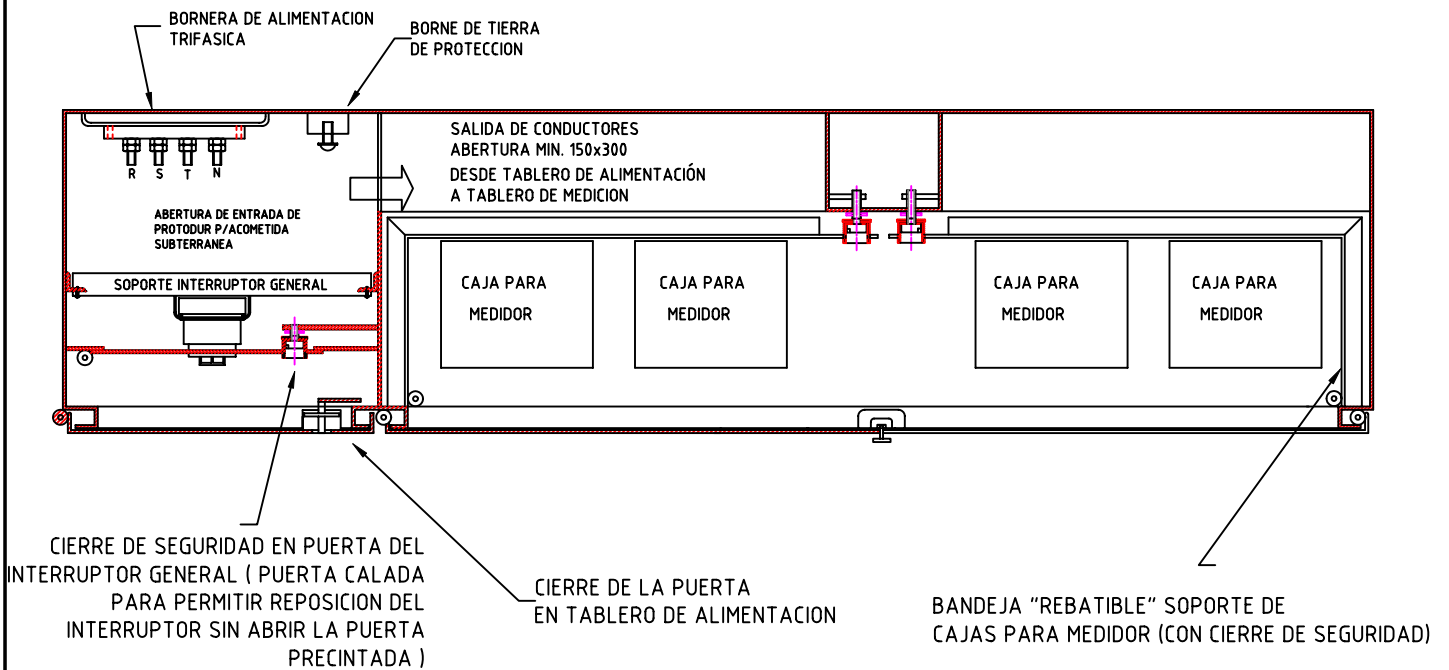 BORNERA DE ALIMENTACION
TRIFASICA
BORNE DE TIERRA
DE PROTECCION
SALIDA DE CONDUCTORES
ABERTURA MIN. 150x300
DESDE TABLERO DE ALIMENTACIÓN
A TABLERO DE MEDICION
R S T N
ABERTURA DE ENTRADA DE
PROTODUR P/ACOMETIDA
SUBTERRANEA
SOPORTE INTERRUPTOR GENERAL
CAJA PARA
MEDIDOR
CAJA PARA
MEDIDOR
CAJA PARA
MEDIDOR
CAJA PARA
MEDIDOR
CIERRE DE SEGURIDAD EN PUERTA DEL
INTERRUPTOR GENERAL ( PUERTA CALADA
PARA PERMITIR REPOSICION DEL
INTERRUPTOR SIN ABRIR LA PUERTA
PRECINTADA )
CIERRE DE LA PUERTA
EN TABLERO DE ALIMENTACION
BANDEJA "REBATIBLE" SOPORTE DE
CAJAS PARA MEDIDOR (CON CIERRE DE SEGURIDAD)